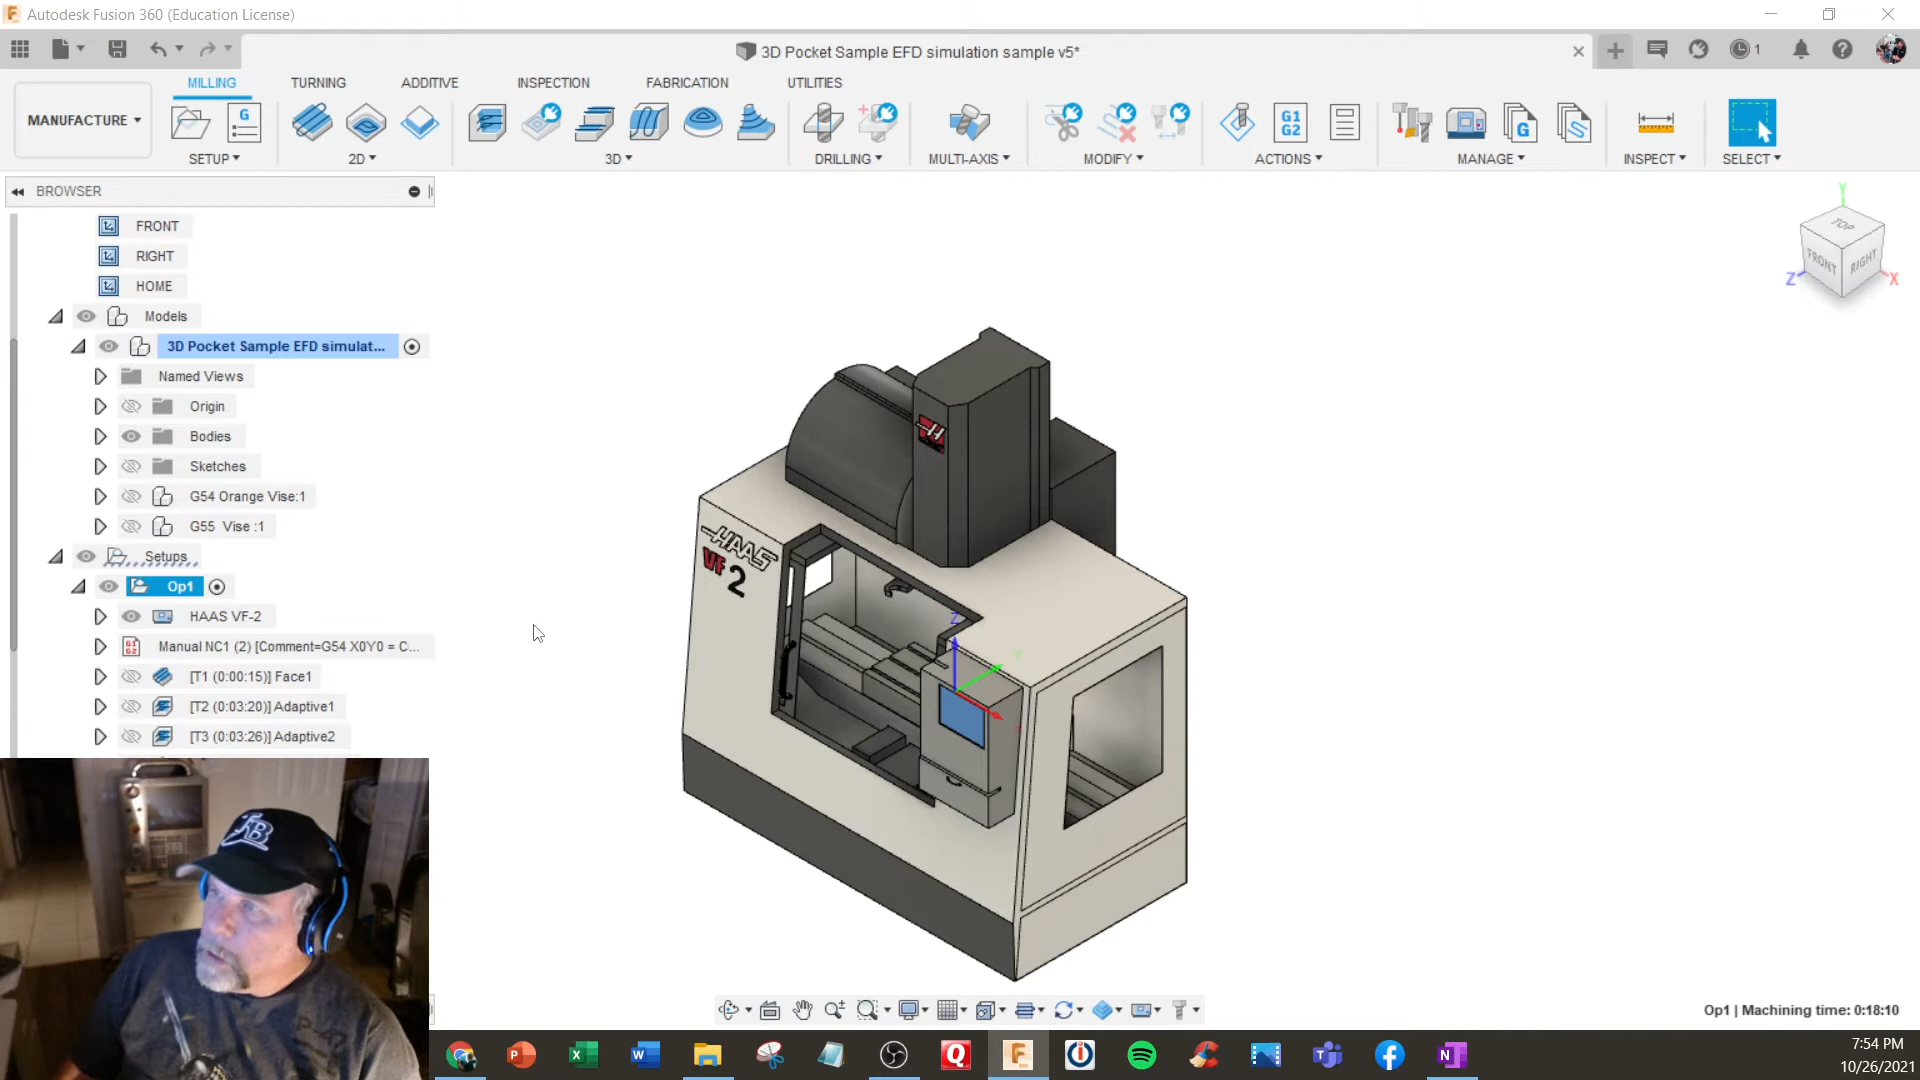 Autodesk Fusion 360 (Education License)
3D Pocket Sample EFD simulation sample v5*
1
MANUFACTURE
MILLING
TURNING
ADDITIVE
INSPECTION
FABRICATION
UTILITIES
G
G1
G2
G
SETUP
2D
3D
DRILLING
MULTI-AXIS
MODIFY
ACTIONS
MANAGE
INSPECT
SELECT
BROWSER
FRONT
RIGHT
HOME
Models
3D Pocket Sample EFD simulat...
Named Views
Origin
Bodies
Sketches
G54 Orange Vise:1
G55 Vise :1
Setups
Op1
HAAS VF-2
Manual NC1 (2) [Comment=G54 X0Y0 = C...
[T1 (0:00:15)] Face1
[T2 (0:03:20)] Adaptive1
[T3 (0:03:26)] Adaptive2
Y
TOP
FRONT
RIGHT
Z
X
H
HAAS
VF
2
Z
Y
Op1 | Machining time: 0:18:10
7:54 PM
10/26/2021